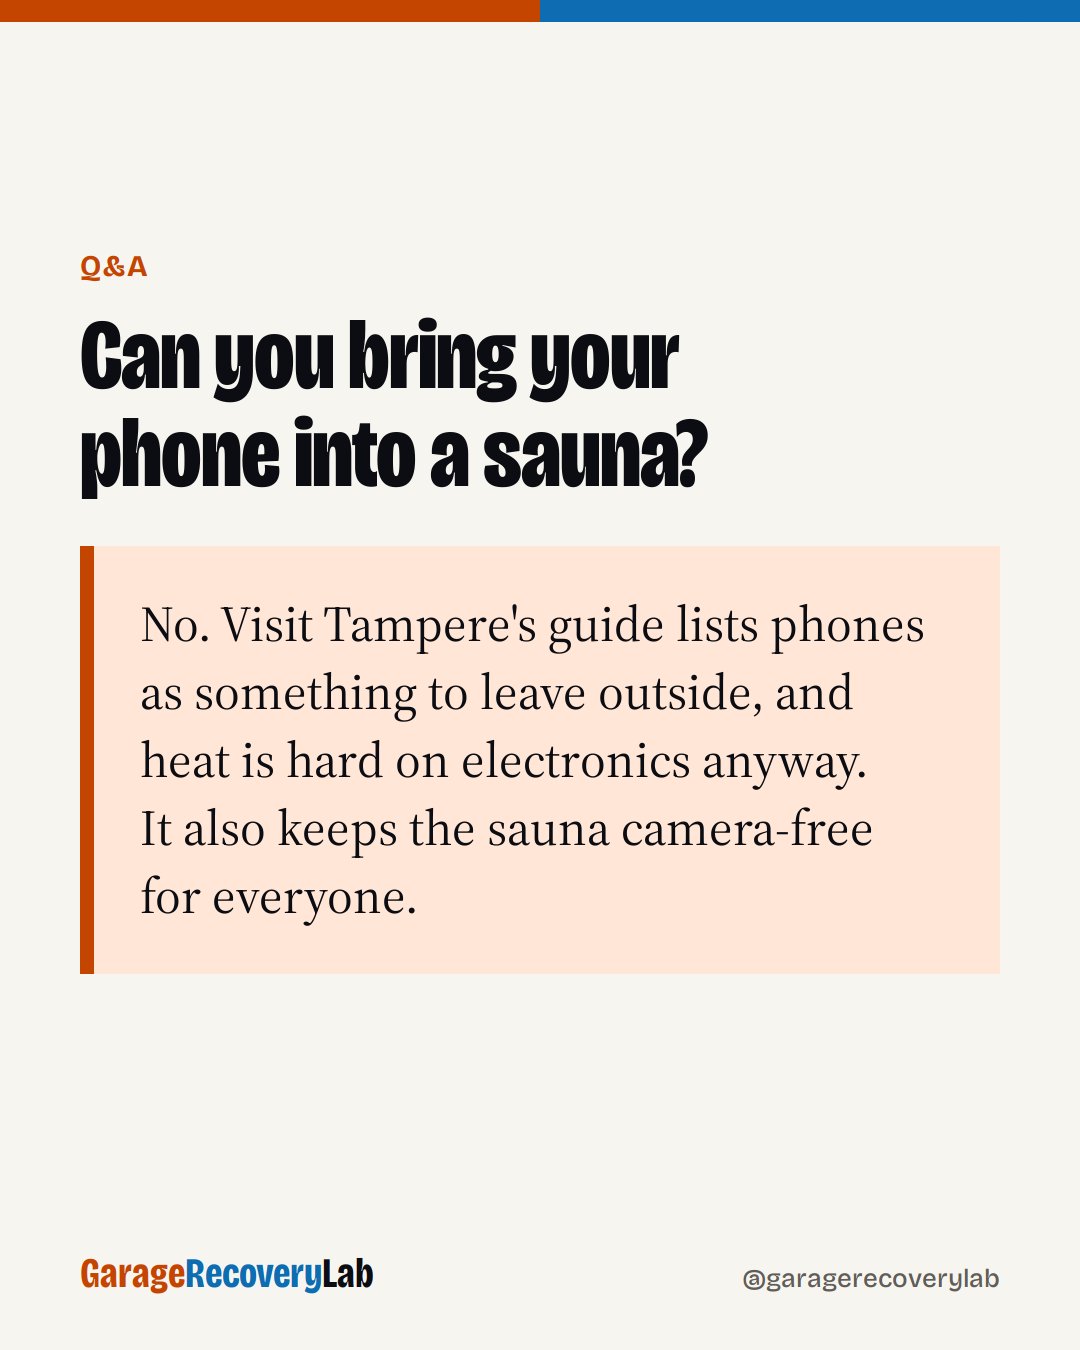 Q&A
Can you bring your
phone into a sauna?
No. Visit Tampere's guide lists phones
as something to leave outside, and
heat is hard on electronics anyway.
It also keeps the sauna camera-free
for everyone.
GarageRecoveryLab
@garagerecoverylab